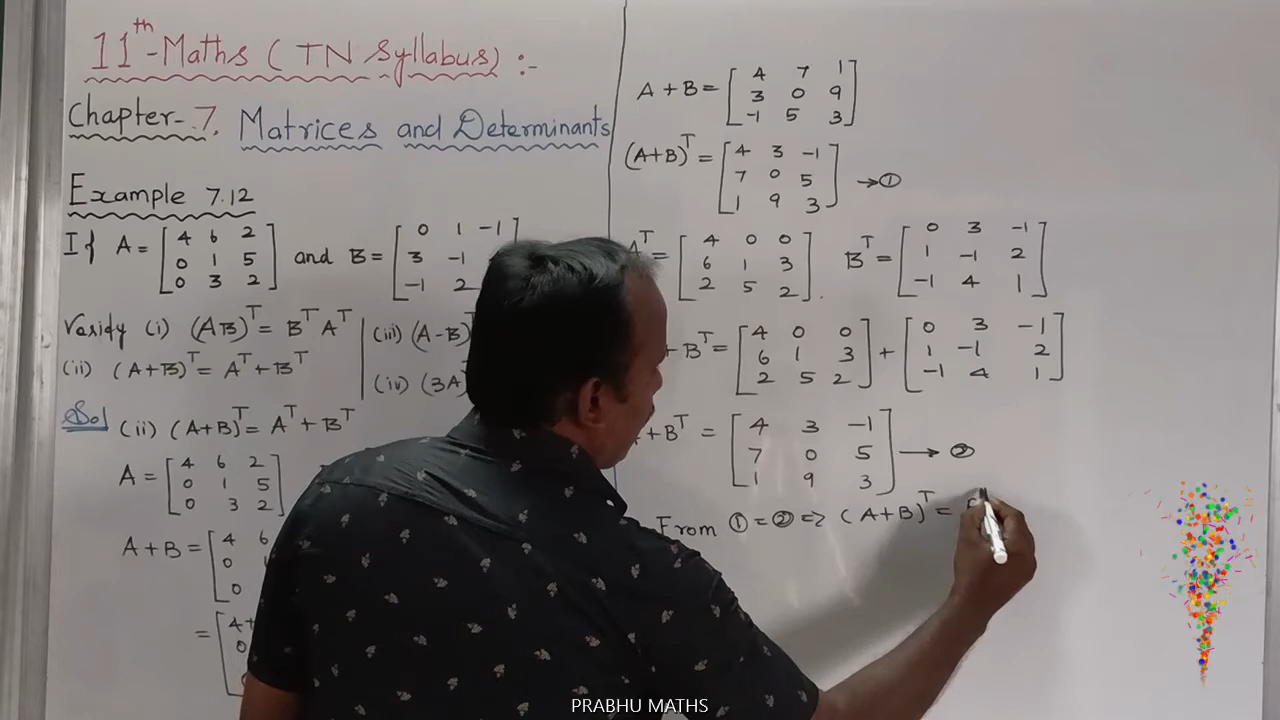 11th-Maths (TN Syllabus) :-
Chapter-7. Matrices and Determinants
Example 7.12
If A = [4 6 2
0 1 5
0 3 2] and B = [0 1 -1
3 -1
-1 2
Varify (i) (AB)^T = B^T A^T
(ii) (A+B)^T = A^T + B^T
(iii) (A-B)^T
(iv) (3A)
Sol (ii) (A+B)^T = A^T + B^T
A = [4 6 2
0 1 5
0 3 2]
A+B = [4 6
0
0
= [4+
0
A+B = [4 7 1
3 0 9
-1 5 3]
(A+B)^T = [4 3 -1
7 0 5
1 9 3] → ①
A^T = [4 0 0
6 1 3
2 5 2]. B^T = [0 3 -1
1 -1 2
-1 4 1]
+ B^T = [4 0 0
6 1 3
2 5 2] + [0 3 -1
1 -1 2
-1 4 1]
+ B^T = [4 3 -1
7 0 5
1 9 3] → ②
From ① = ② => (A+B)^T =
PRABHU MATHS